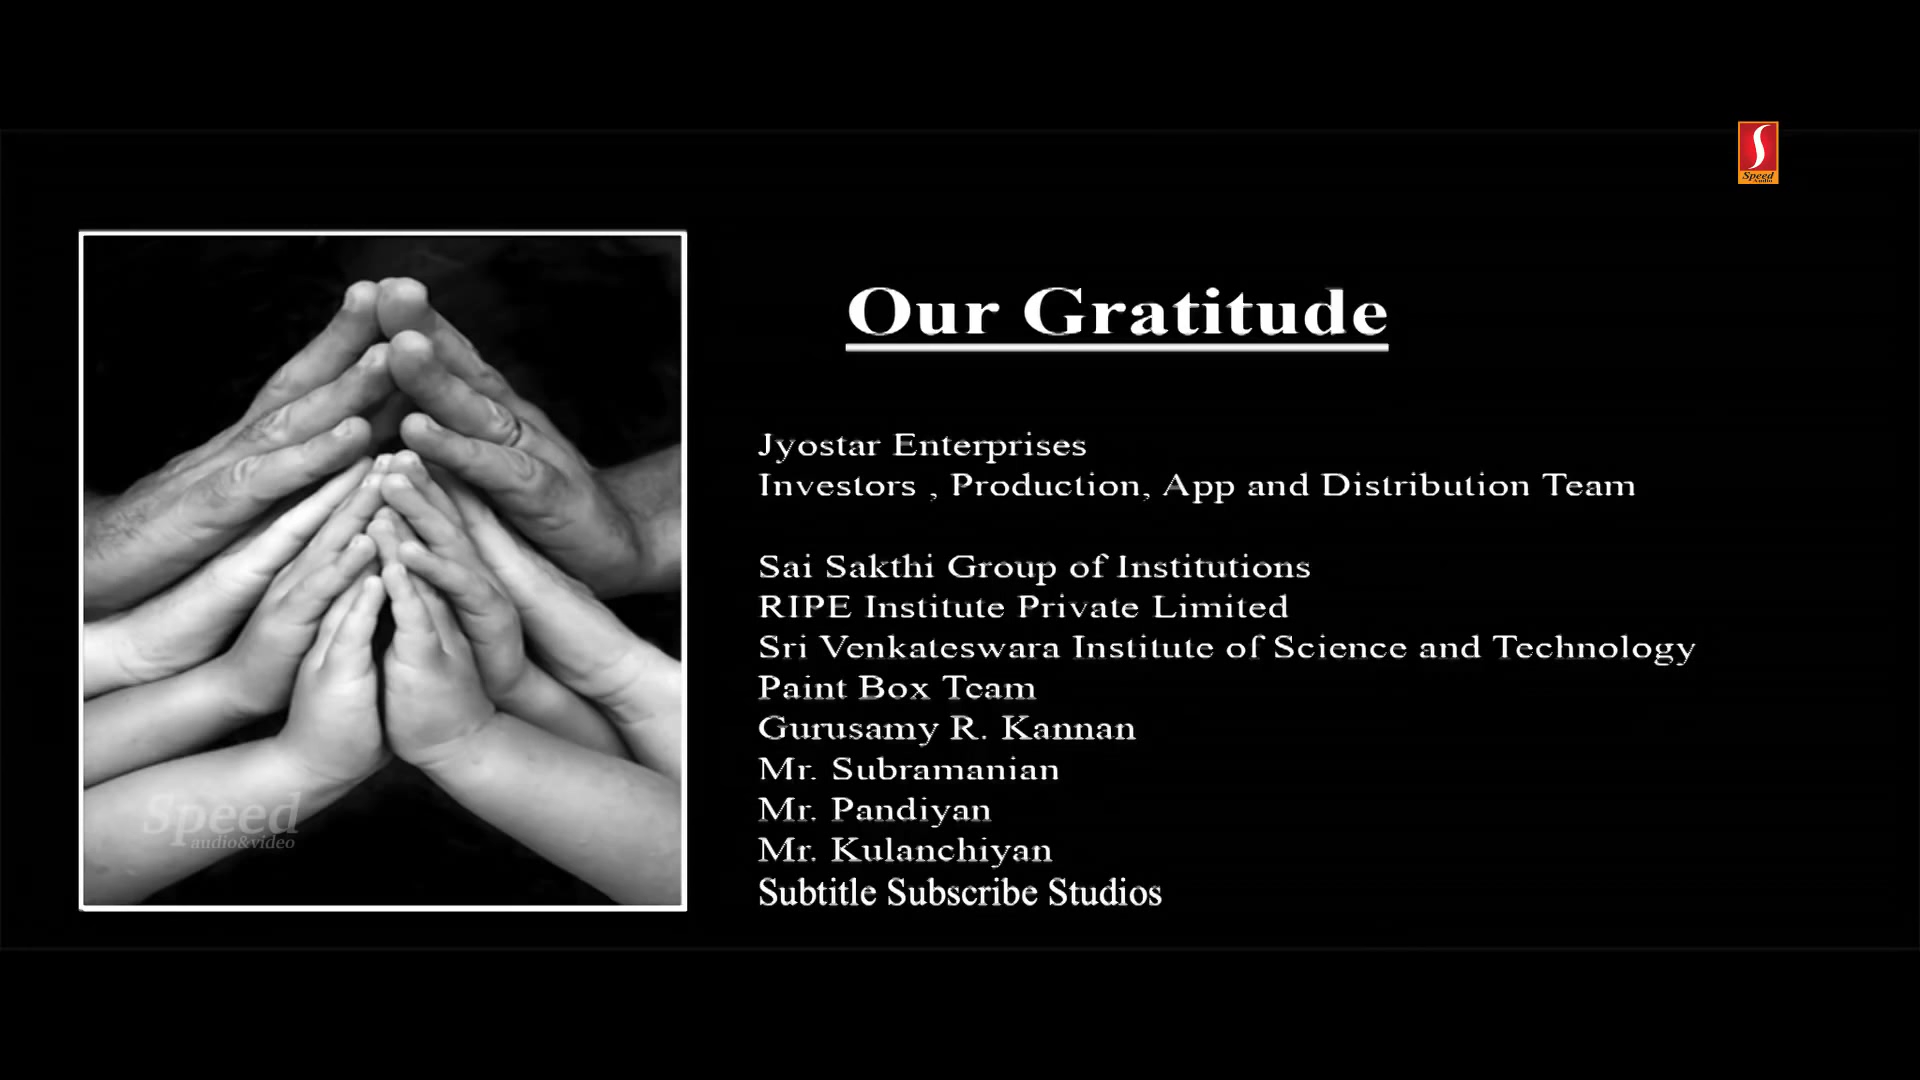 S
Speed
Audio
Our Gratitude
Jyostar Enterprises
Investors , Production, App and Distribution Team
Sai Sakthi Group of Institutions
RIPE Institute Private Limited
Sri Venkateswara Institute of Science and Technology
Paint Box Team
Gurusamy R. Kannan
Mr. Subramanian
Mr. Pandiyan
Mr. Kulanchiyan
Subtitle Subscribe Studios
Speed
audio&video